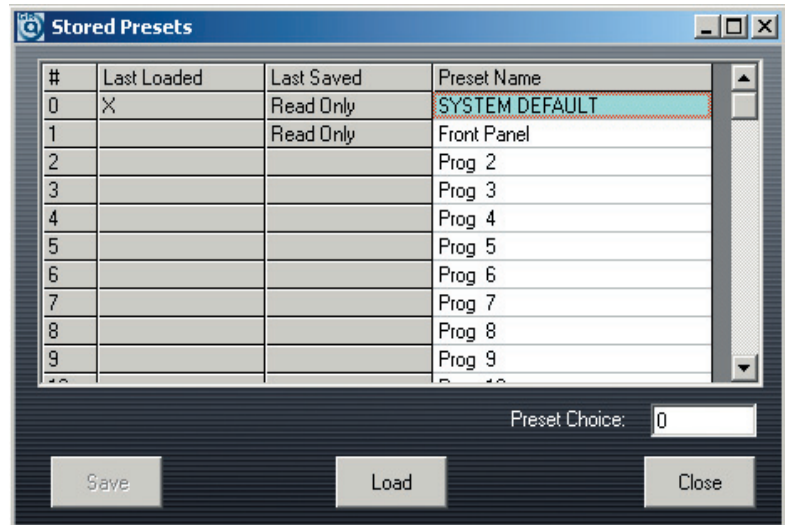 Stored Presets
# Last Loaded Last Saved Preset Name
0 X Read Only SYSTEM DEFAULT
1 Read Only Front Panel
2 Prog 2
3 Prog 3
4 Prog 4
5 Prog 5
6 Prog 6
7 Prog 7
8 Prog 8
9 Prog 9
Preset Choice: 0
Save Load Close